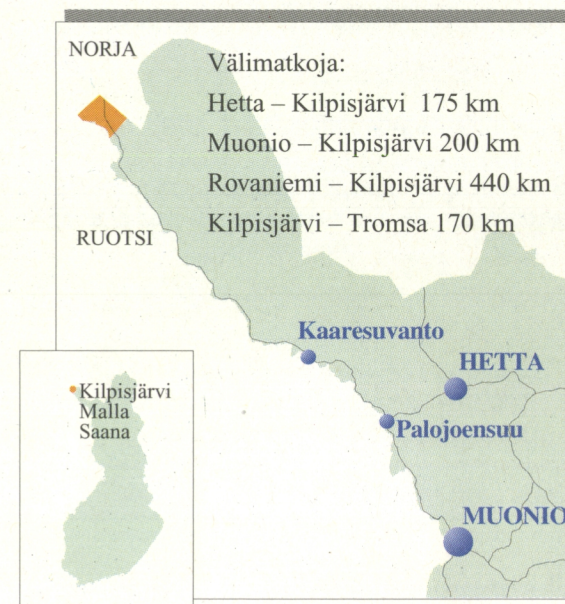 NORJA
Välimatkoja:
Hetta – Kilpisjärvi 175 km
Muonio – Kilpisjärvi 200 km
Rovaniemi – Kilpisjärvi 440 km
Kilpisjärvi – Tromsa 170 km
RUOTSI
Kaaresuvanto
HETTA
Palojoensuu
MUONIO
Kilpisjärvi
Malla
Saana